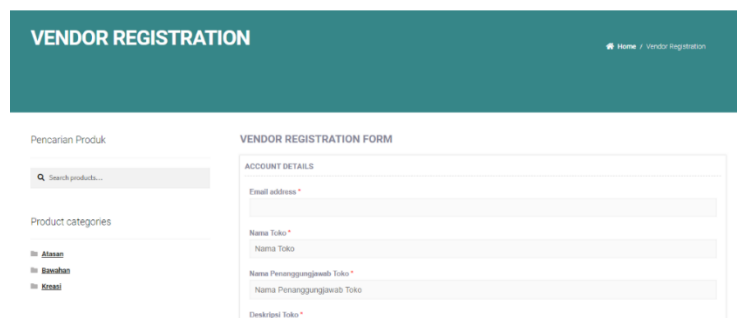 VENDOR REGISTRATION
Home / Vendor Registration
Pencarian Produk
Search products...
Product categories
Atasan
Bawahan
Kreasi
VENDOR REGISTRATION FORM
ACCOUNT DETAILS
Email address *
Nama Toko *
Nama Toko
Nama Penanggungjawab Toko *
Nama Penanggungjawab Toko
Deskripsi Toko *